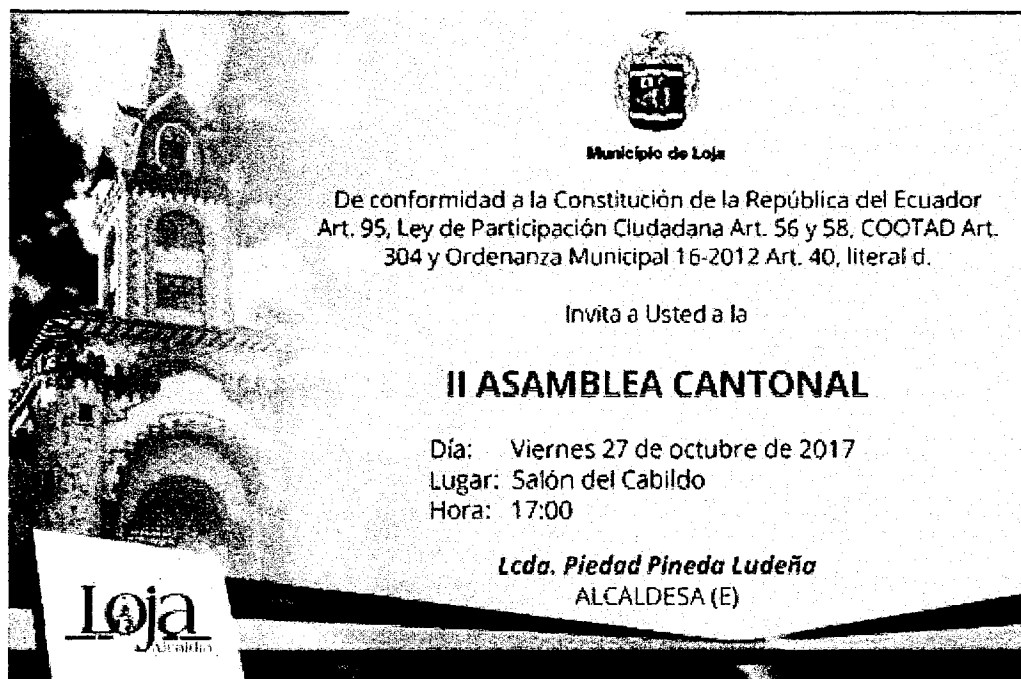 Municipio de Loja
De conformidad a la Constitución de la República del Ecuador
Art. 95, Ley de Participación Ciudadana Art. 56 y 58, COOTAD Art.
304 y Ordenanza Municipal 16-2012 Art. 40, literal d.
Invita a Usted a la
II ASAMBLEA CANTONAL
Día: Viernes 27 de octubre de 2017
Lugar: Salón del Cabildo
Hora: 17:00
Lcda. Piedad Pineda Ludeña
ALCALDESA (E)
Loja
Alcaldía